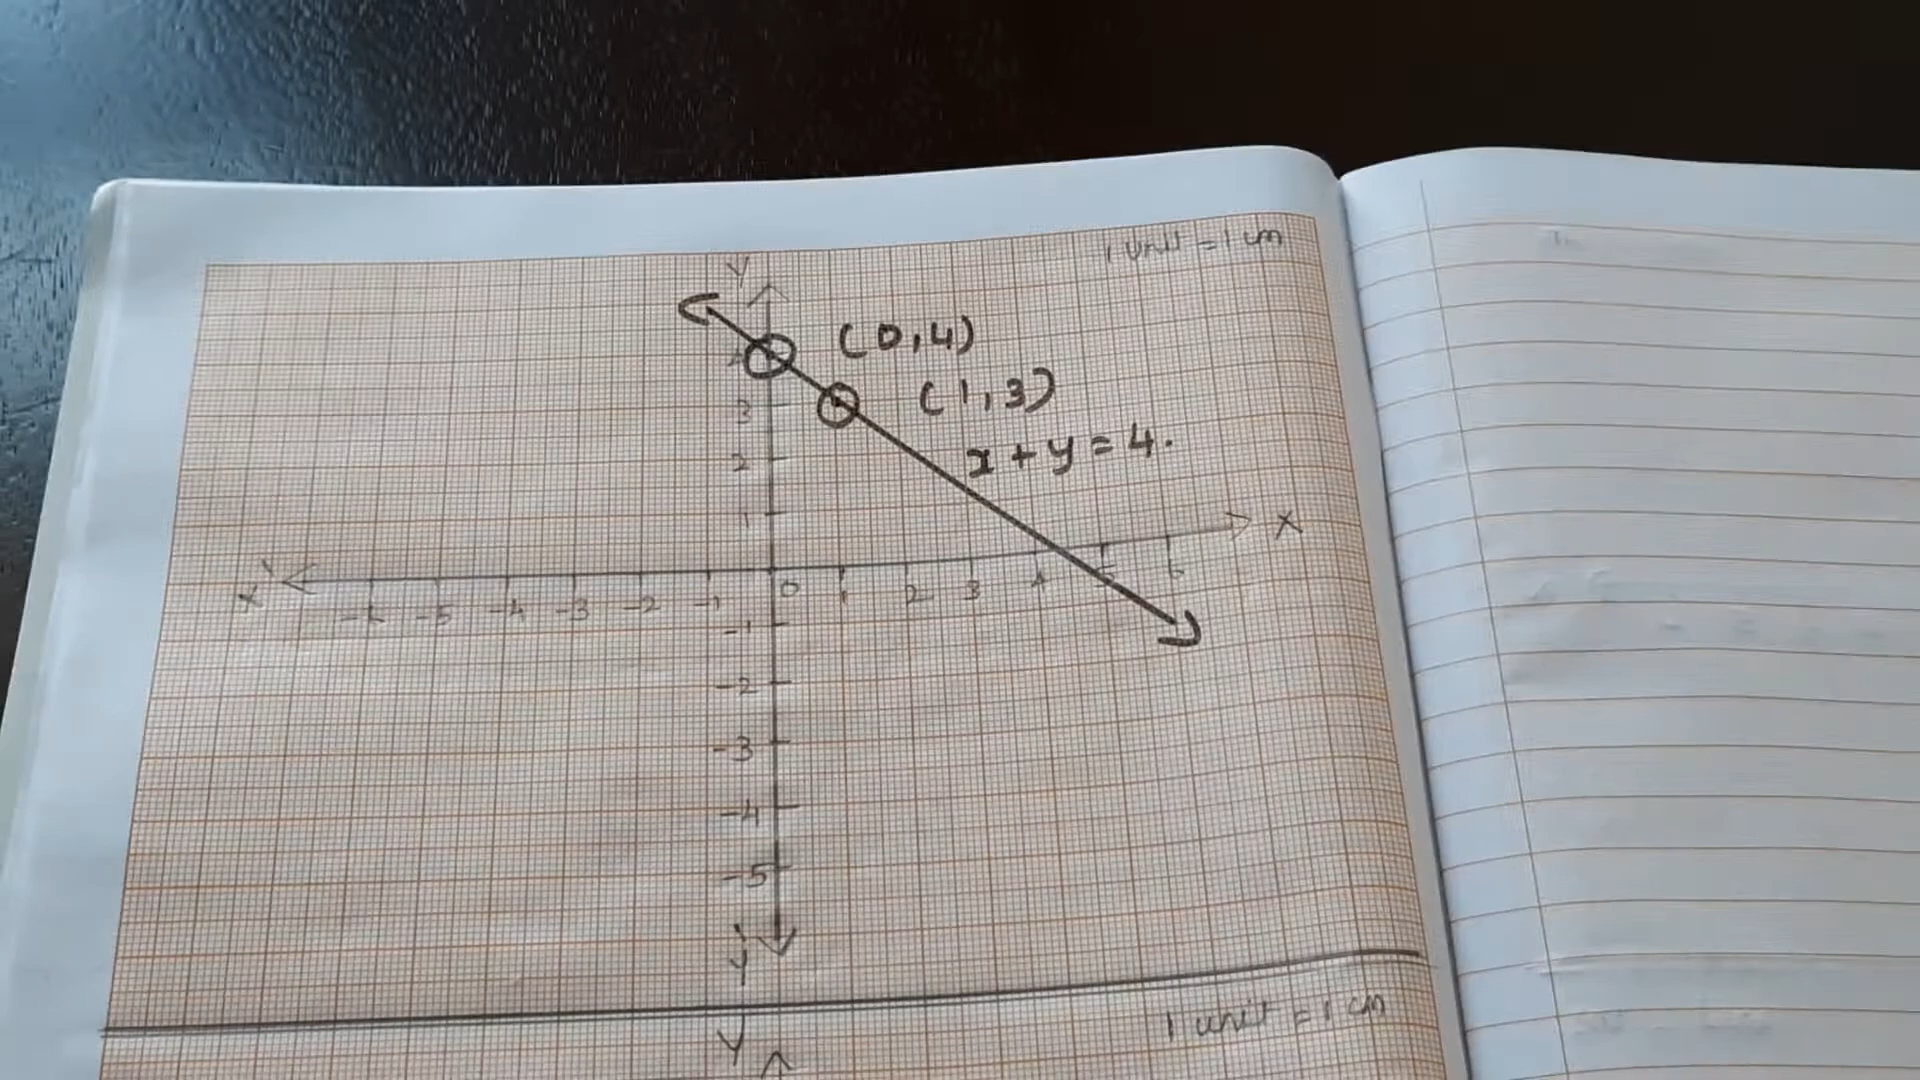 1 unit = 1 cm
Y
(0,4)
4
(1,3)
3
x + y = 4.
2
1
X
X' -6 -5 -4 -3 -2 -1 0 1 2 3 4 5 6
-1
-2
-3
-4
-5
Y'
1 unit = 1 cm
Y